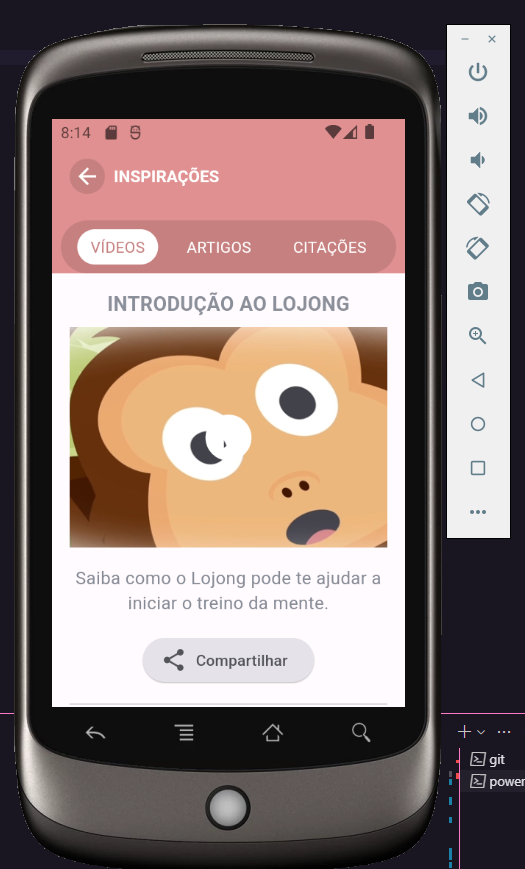 8:14
INSPIRAÇÕES
VÍDEOS ARTIGOS CITAÇÕES
INTRODUÇÃO AO LOJONG
Saiba como o Lojong pode te ajudar a
iniciar o treino da mente.
Compartilhar
git
power